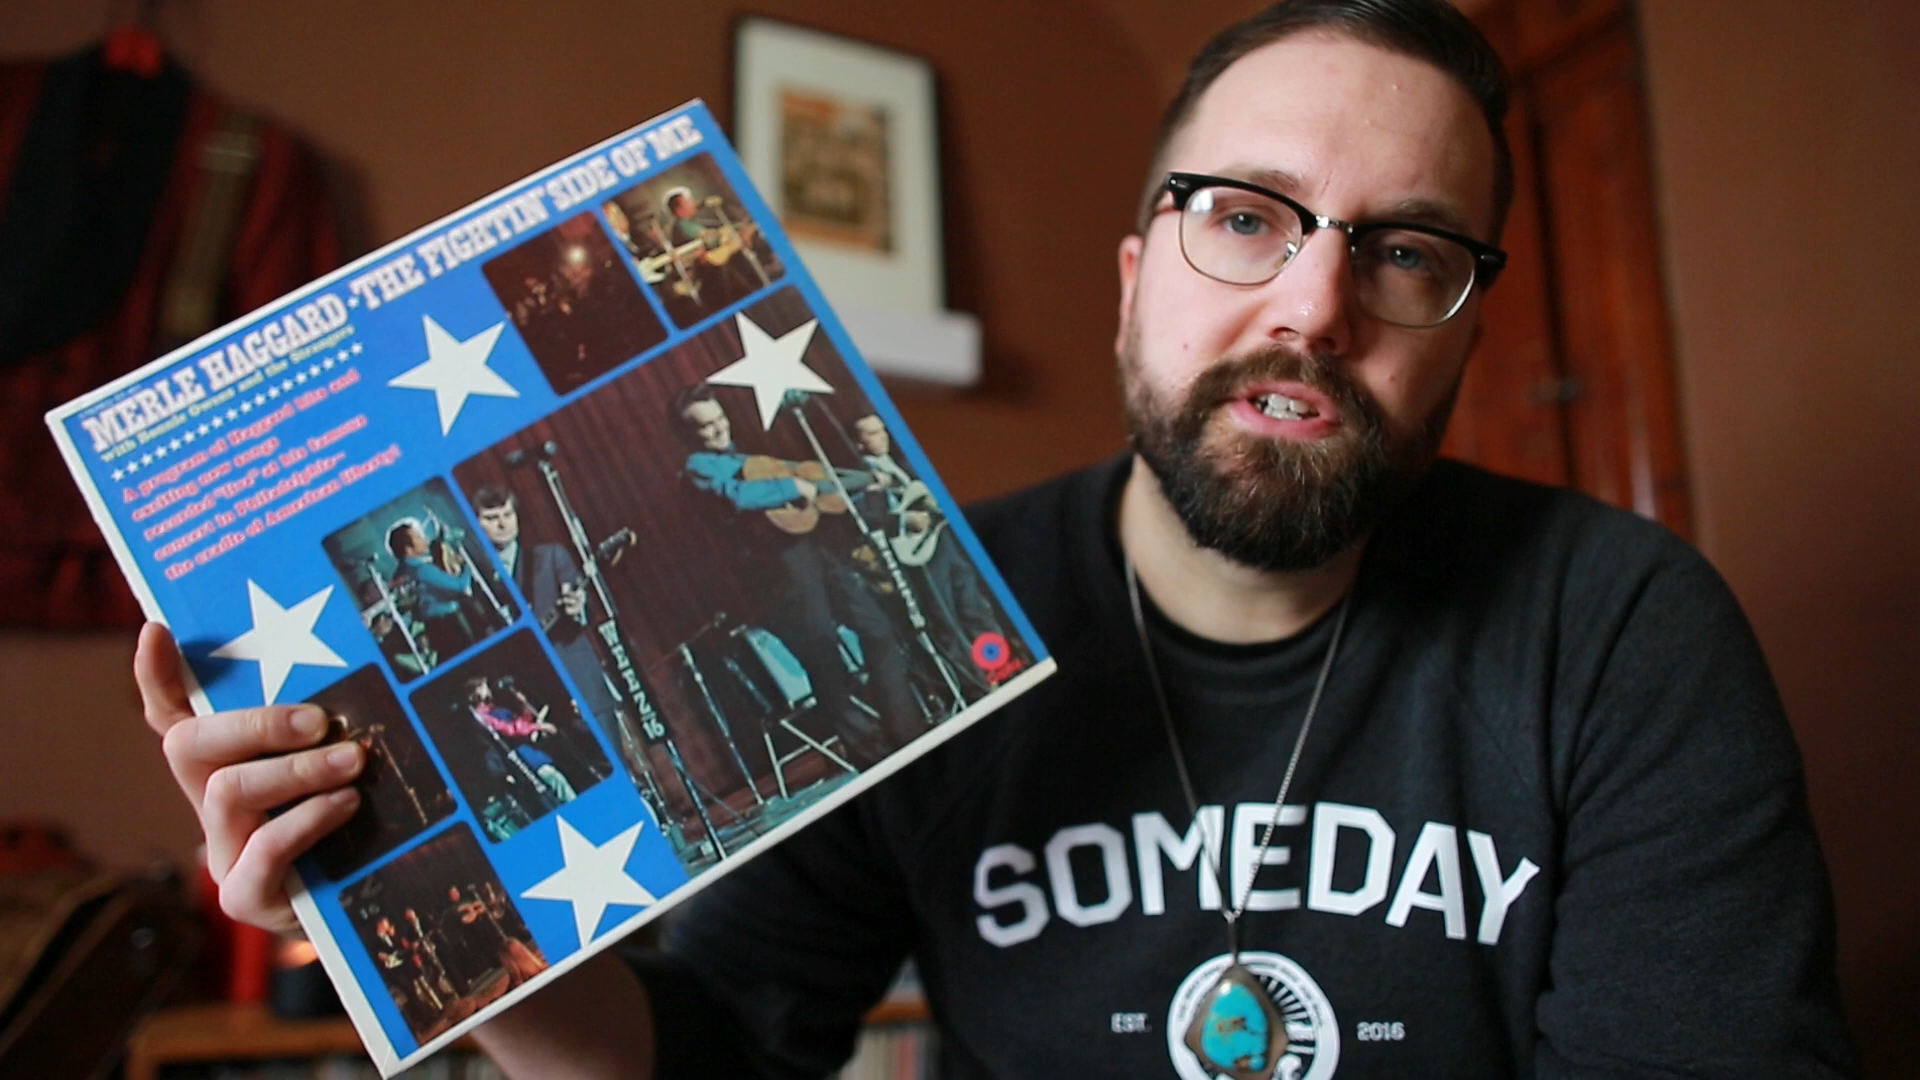 MERLE HAGGARD · THE FIGHTIN' SIDE OF ME
with Bonnie Owens and the Strangers
A program of Haggard hits and
exciting new songs
recorded "live" at his famous
concert in Philadelphia—
the cradle of American liberty!
SOMEDAY
EST. 2016